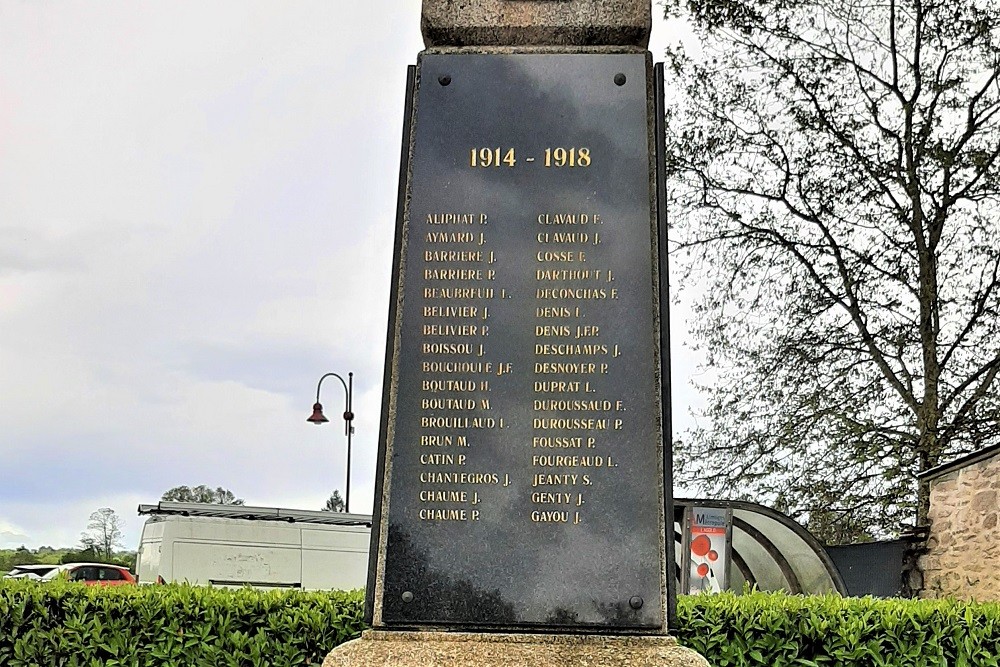 1914 - 1918
ALIPHAT P.
AYMARD J.
BARRIERE J.
BARRIERE P.
BEAUBREUIL L.
BELIVIER J.
BELIVIER P.
BOISSOU J.
BOUCHOULE J.F.
BOUTAUD H.
BOUTAUD M.
BROUILLAUD L.
BRUN M.
CATIN P.
CHANTEGROS J.
CHAUME J.
CHAUME P.
CLAVAUD F.
CLAVAUD J.
COSSE F.
DARTHOUT J.
DECONCHAS F.
DENIS L.
DENIS J.F.P.
DESCHAMPS J.
DESNOYER P.
DUPRAT L.
DUROUSSAUD F.
DUROUSSEAU P.
FOUSSAT P.
FOURGEAUD L.
JEANTY S.
GENTY J.
GAYOU J.
M